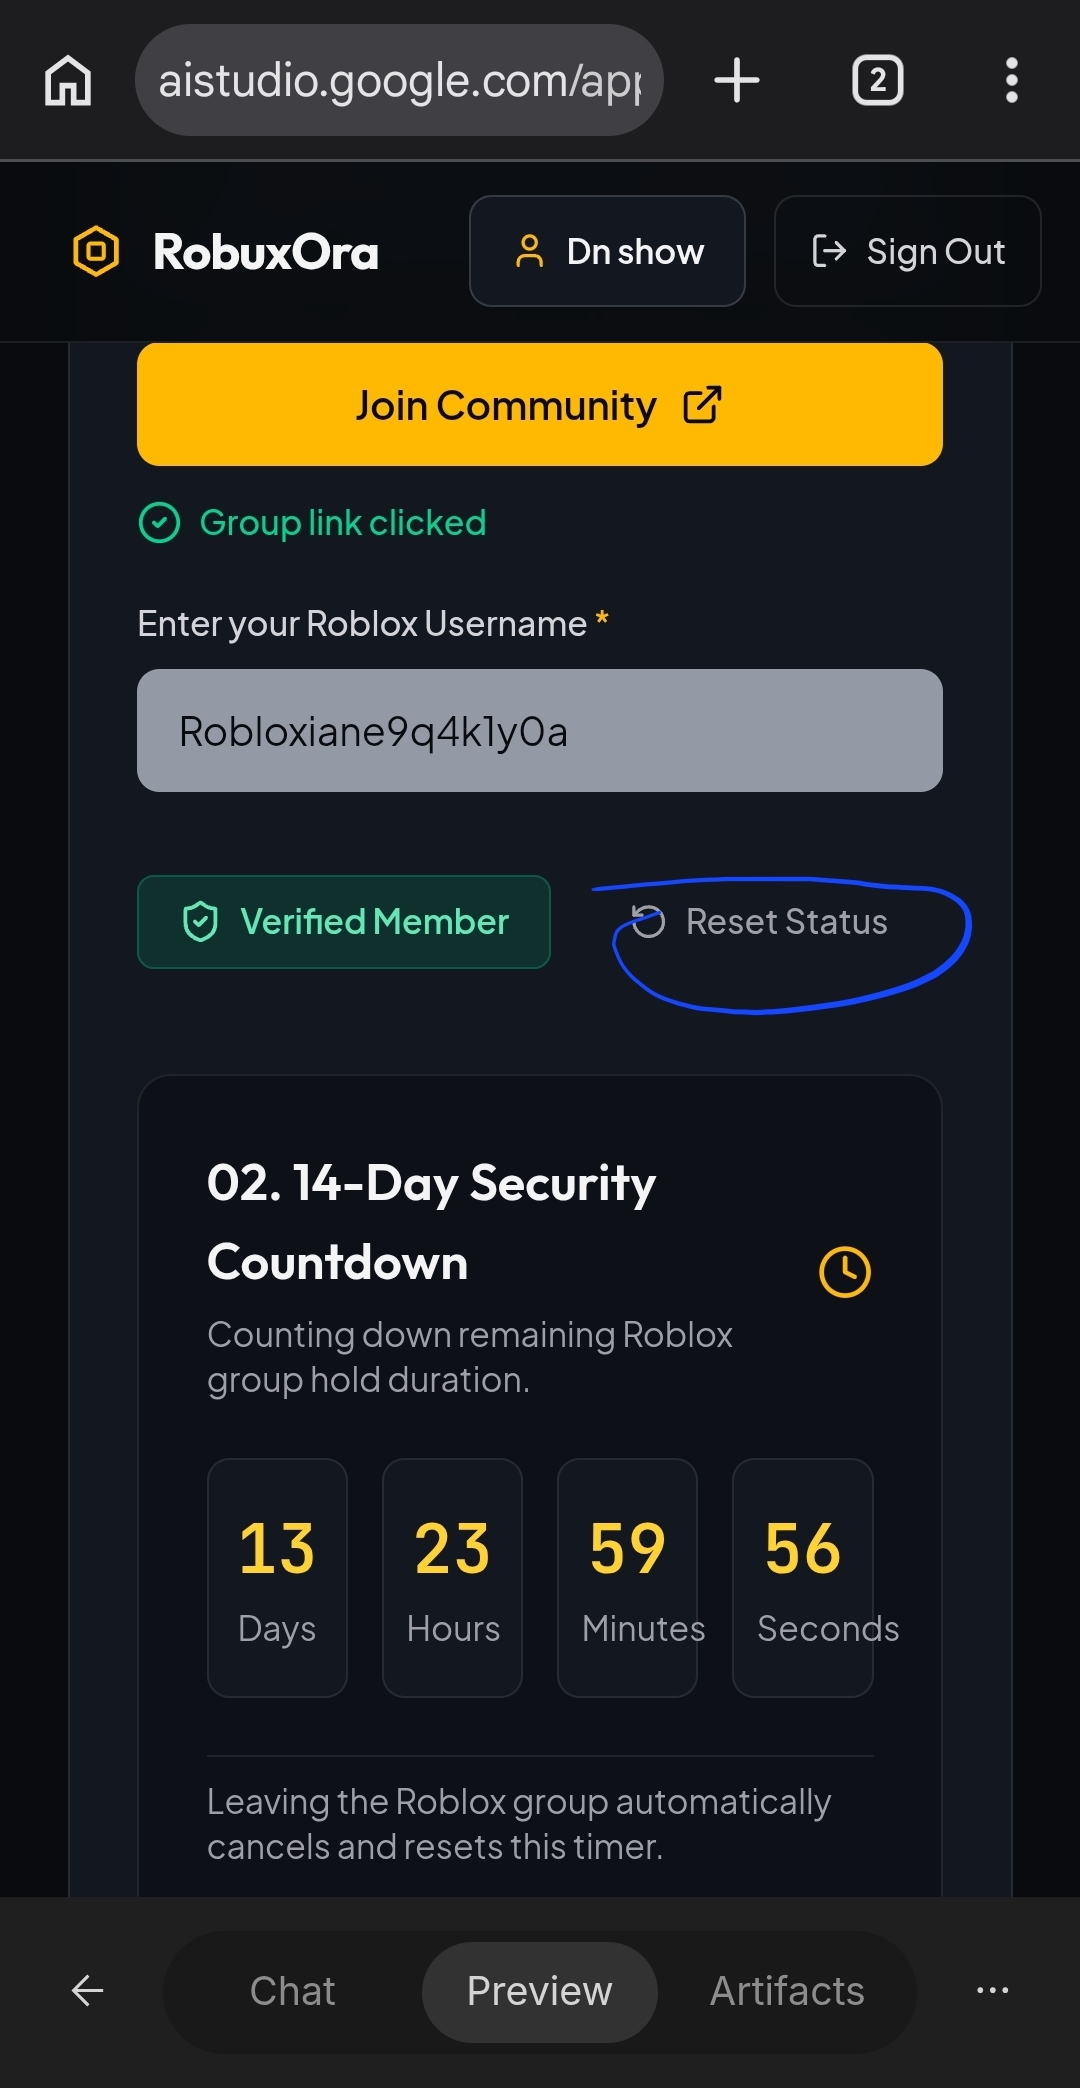 aistudio.google.com/app
2
RobuxOra
Dn show
Sign Out
Join Community
Group link clicked
Enter your Roblox Username *
Robloxiane9q4k1y0a
Verified Member
Reset Status
02. 14-Day Security
Countdown
Counting down remaining Roblox
group hold duration.
13 23 59 56
Days Hours Minutes Seconds
Leaving the Roblox group automatically
cancels and resets this timer.
Chat Preview Artifacts